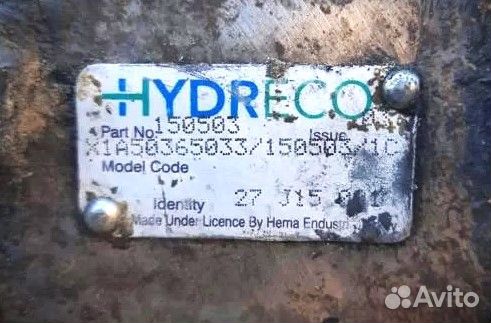 HYDRECO
Part No 150503 Issue
X1A50365033/150503/1C
Model Code
Identity 27 J15
Made Under Licence By Hema Endustri
Avito